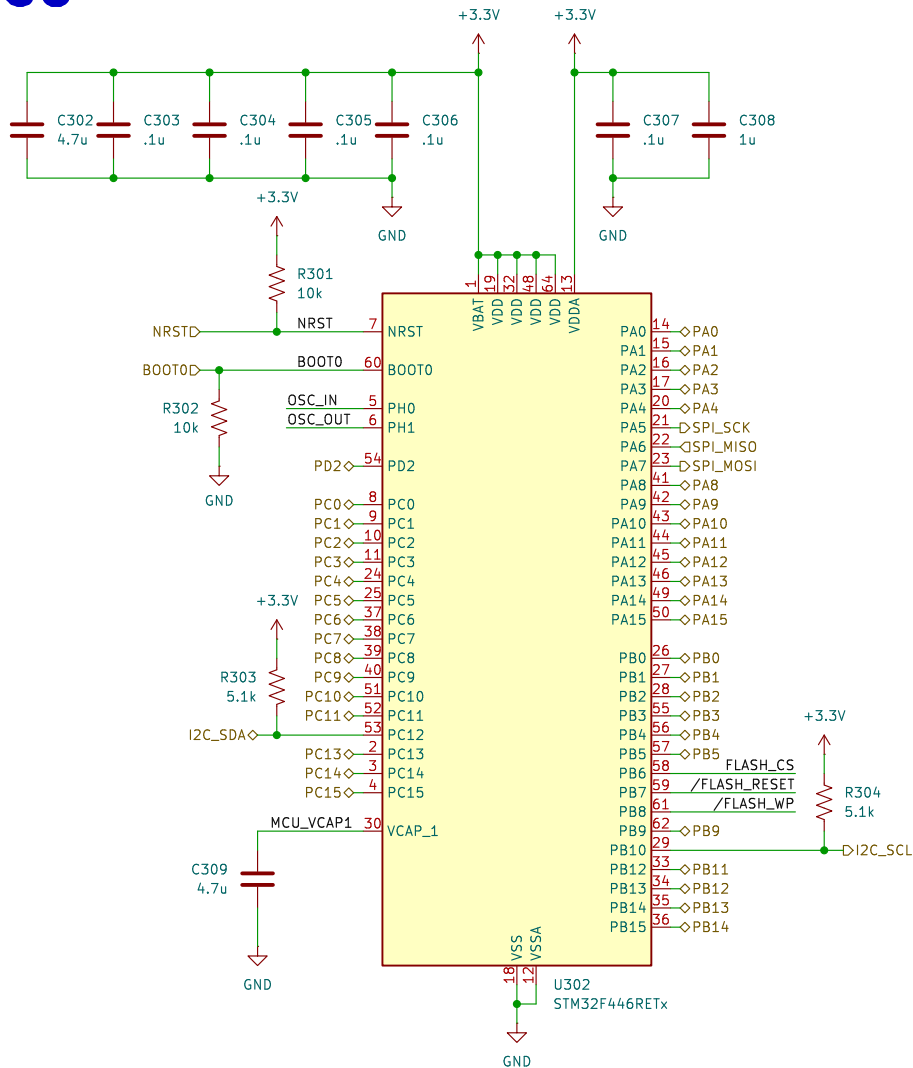 +3.3V
+3.3V
C302
4.7u
C303
.1u
C304
.1u
C305
.1u
C306
.1u
C307
.1u
C308
1u
GND
GND
+3.3V
R301
10k
NRST
NRST
BOOT0
BOOT0
R302
10k
GND
OSC_IN
OSC_OUT
1 VBAT
19 VDD
32 VDD
48 VDD
64 VDD
13 VDDA
7 NRST
60 BOOT0
5 PH0
6 PH1
PD2 54 PD2
PC0 8 PC0
PC1 9 PC1
PC2 10 PC2
PC3 11 PC3
PC4 24 PC4
PC5 25 PC5
PC6 37 PC6
PC7 38 PC7
PC8 39 PC8
PC9 40 PC9
PC10 51 PC10
PC11 52 PC11
+3.3V
R303
5.1k
I2C_SDA 53 PC12
PC13 2 PC13
PC14 3 PC14
PC15 4 PC15
MCU_VCAP1 30 VCAP_1
C309
4.7u
GND
PA0 14 PA0
PA1 15 PA1
PA2 16 PA2
PA3 17 PA3
PA4 20 PA4
PA5 21 SPI_SCK
PA6 22 SPI_MISO
PA7 23 SPI_MOSI
PA8 41 PA8
PA9 42 PA9
PA10 43 PA10
PA11 44 PA11
PA12 45 PA12
PA13 46 PA13
PA14 49 PA14
PA15 50 PA15
PB0 26 PB0
PB1 27 PB1
PB2 28 PB2
PB3 55 PB3
PB4 56 PB4
PB5 57 PB5
PB6 58 FLASH_CS
PB7 59 /FLASH_RESET
PB8 61 /FLASH_WP
PB9 62 PB9
PB10 29 I2C_SCL
+3.3V
R304
5.1k
PB12 33 PB11
PB13 34 PB12
PB14 35 PB13
PB15 36 PB14
VSS 18
VSSA 12
U302
STM32F446RETx
GND